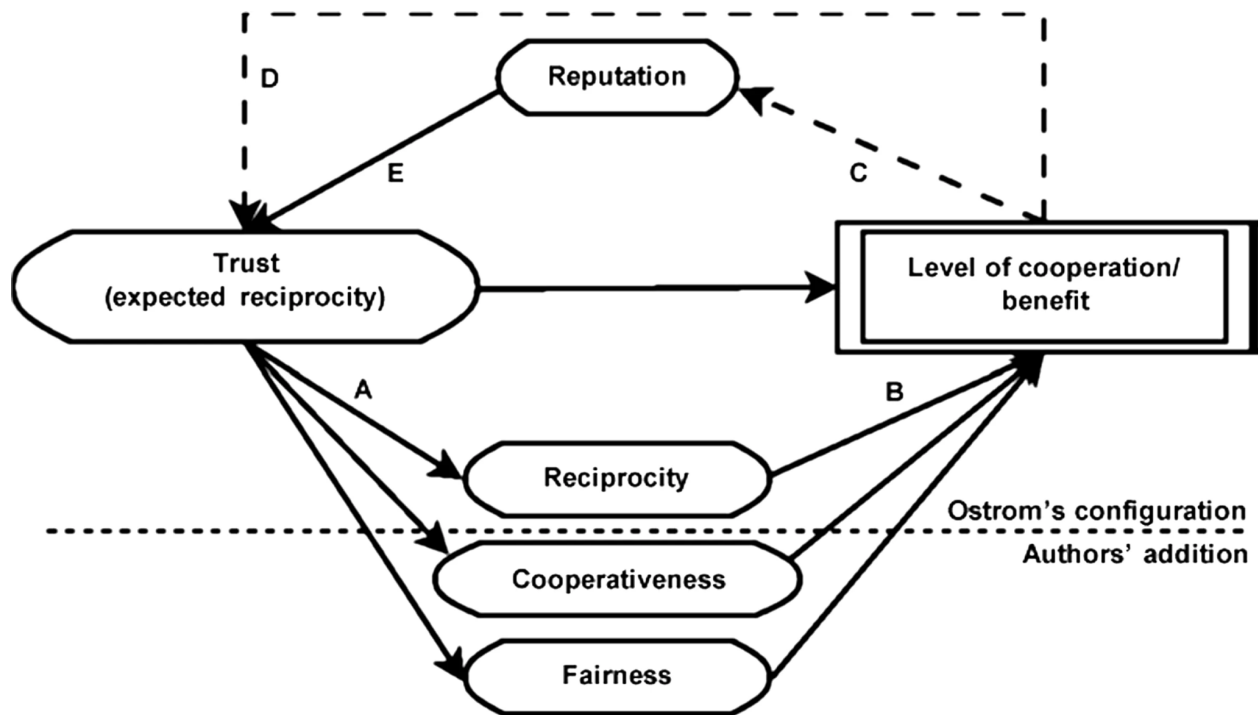 D
Reputation
E
C
Trust
(expected reciprocity)
Level of cooperation/
benefit
A
B
Reciprocity
Ostrom's configuration
Authors' addition
Cooperativeness
Fairness